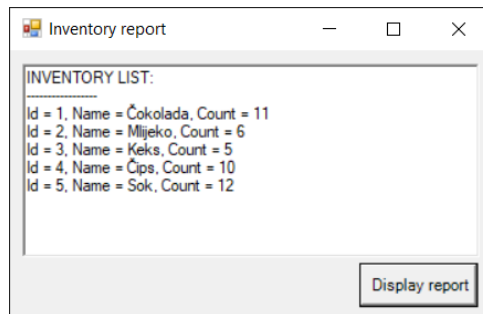 Inventory report
INVENTORY LIST:
-----------------
Id = 1, Name = Čokolada, Count = 11
Id = 2, Name = Mlijeko, Count = 6
Id = 3, Name = Keks, Count = 5
Id = 4, Name = Čips, Count = 10
Id = 5, Name = Sok, Count = 12
Display report